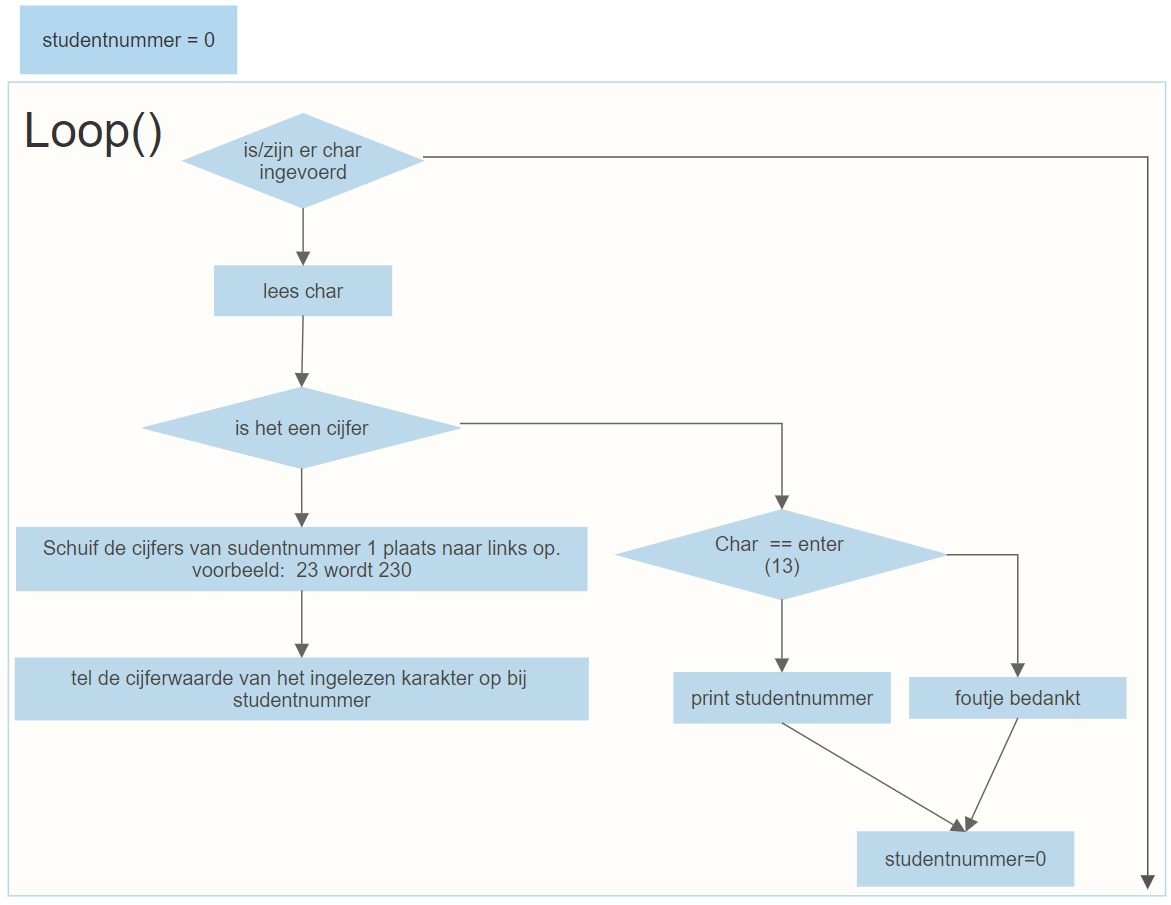 studentnummer = 0
Loop()
is/zijn er char
ingevoerd
lees char
is het een cijfer
Schuif de cijfers van sudentnummer 1 plaats naar links op.
voorbeeld:  23 wordt 230
tel de cijferwaarde van het ingelezen karakter op bij
studentnummer
Char  == enter
(13)
print studentnummer
foutje bedankt
studentnummer=0